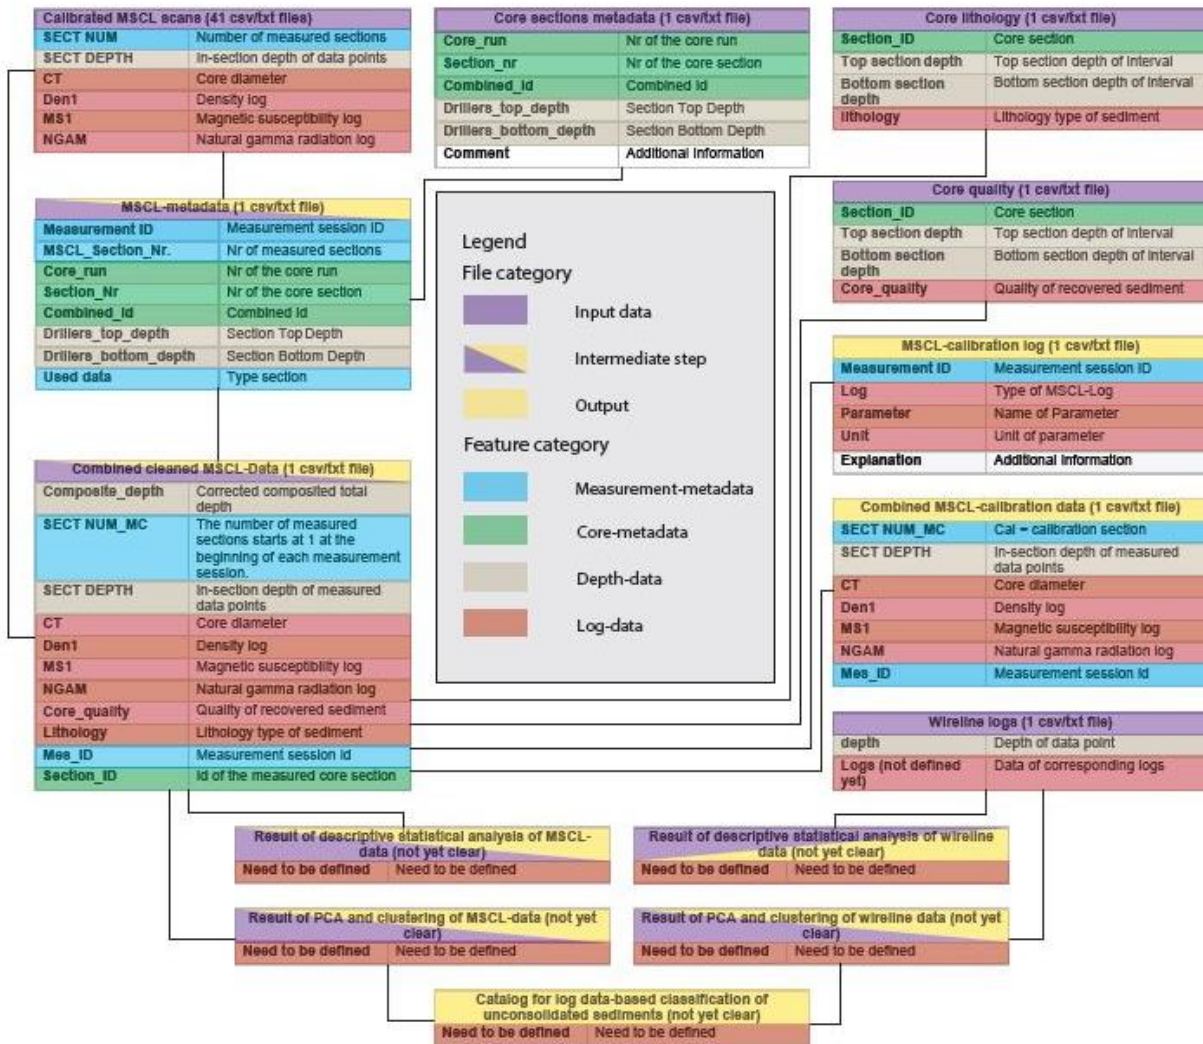 Calibrated MSCL scans (41 csv/txt files)
SECT NUM Number of measured sections
SECT DEPTH In-section depth of data points
CT Core diameter
Den1 Density log
MS1 Magnetic susceptibility log
NGAM Natural gamma radiation log
Core sections metadata (1 csv/txt file)
Core_run Nr of the core run
Section_nr Nr of the core section
Combined_id Combined id
Drillers_top_depth Section Top Depth
Drillers_bottom_depth Section Bottom Depth
Comment Additional information
Core lithology (1 csv/txt file)
Section_ID Core section
Top section depth Top section depth of interval
Bottom section Bottom section depth of interval
depth
lithology Lithology type of sediment
MSCL-metadata (1 csv/txt file)
Measurement ID Measurement session ID
MSCL_Section_Nr. Nr of measured sections
Core_run Nr of the core run
Section_Nr Nr of the core section
Combined_id Combined id
Drillers_top_depth Section Top Depth
Drillers_bottom_depth Section Bottom Depth
Used data Type section
Core quality (1 csv/txt file)
Section_ID Core section
Top section depth Top section depth of interval
Bottom section Bottom section depth of interval
depth
Core_quality Quality of recovered sediment
Legend
File category
Input data
Intermediate step
Output
Feature category
Measurement-metadata
Core-metadata
Depth-data
Log-data
MSCL-calibration log (1 csv/txt file)
Measurement ID Measurement session ID
Log Type of MSCL-Log
Parameter Name of Parameter
Unit Unit of parameter
Explanation Additional information
Combined cleaned MSCL-Data (1 csv/txt file)
Composite_depth Corrected composited total
depth
SECT NUM_MC The number of measured
sections starts at 1 at the
beginning of each measurement
session.
SECT DEPTH In-section depth of measured
data points
CT Core diameter
Den1 Density log
MS1 Magnetic susceptibility log
NGAM Natural gamma radiation log
Core_quality Quality of recovered sediment
Lithology Lithology type of sediment
Mes_ID Measurement session id
Section_ID Id of the measured core section
Combined MSCL-calibration data (1 csv/txt file)
SECT NUM_MC Cal = calibration section
SECT DEPTH In-section depth of measured
data points
CT Core diameter
Den1 Density log
MS1 Magnetic susceptibility log
NGAM Natural gamma radiation log
Mes_ID Measurement session id
Wireline logs (1 csv/txt file)
depth Depth of data point
Logs (not defined Data of corresponding logs
yet)
Result of descriptive statistical analysis of MSCL-
data (not yet clear)
Need to be defined Need to be defined
Result of descriptive statistical analysis of wireline
data (not yet clear)
Need to be defined Need to be defined
Result of PCA and clustering of MSCL-data (not yet
clear)
Need to be defined Need to be defined
Result of PCA and clustering of wireline data (not yet
clear)
Need to be defined Need to be defined
Catalog for log data-based classification of
unconsolidated sediments (not yet clear)
Need to be defined Need to be defined